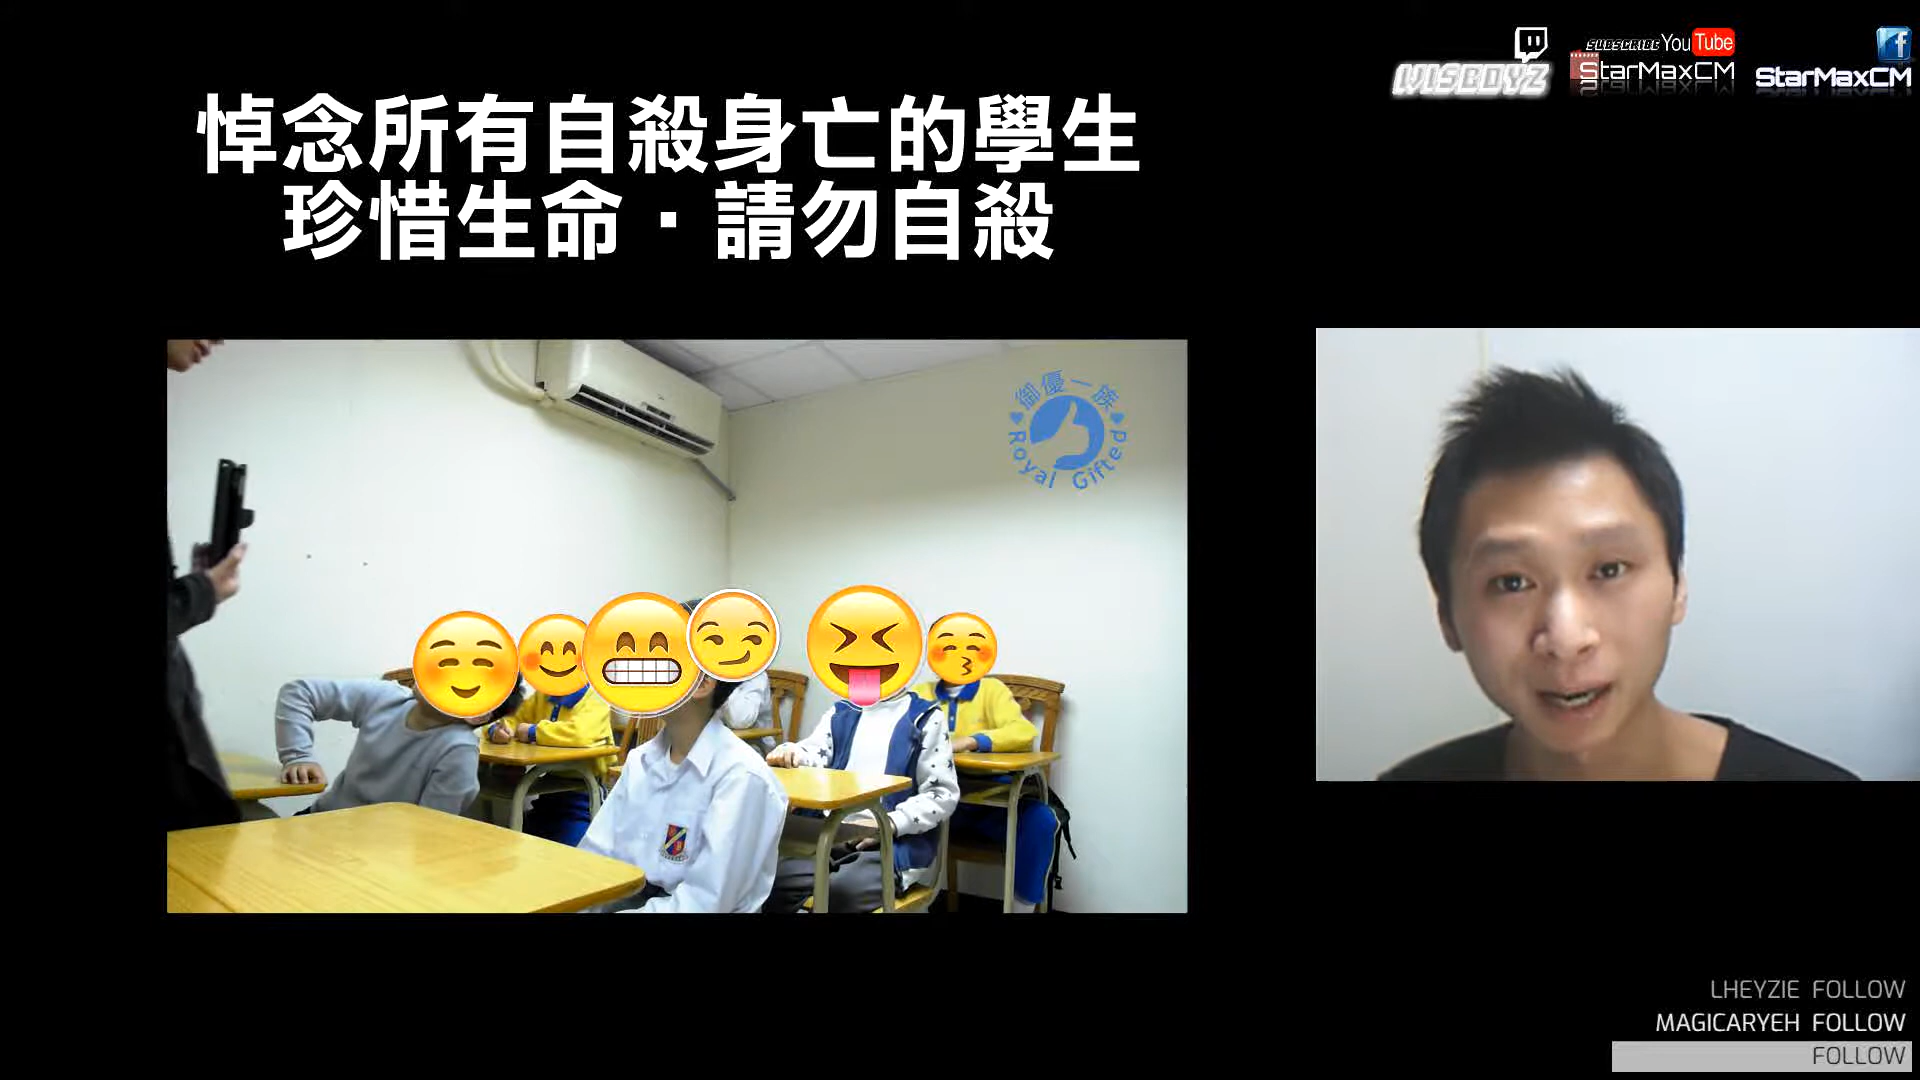 悼念所有自殺身亡的學生
珍惜生命·請勿自殺
WISBOYZ
SUBSCRIBE YouTube
StarMaxCM
StarMaxCM
御優一族
Royal Gifted
LHEYZIE FOLLOW
MAGICARYEH FOLLOW
FOLLOW